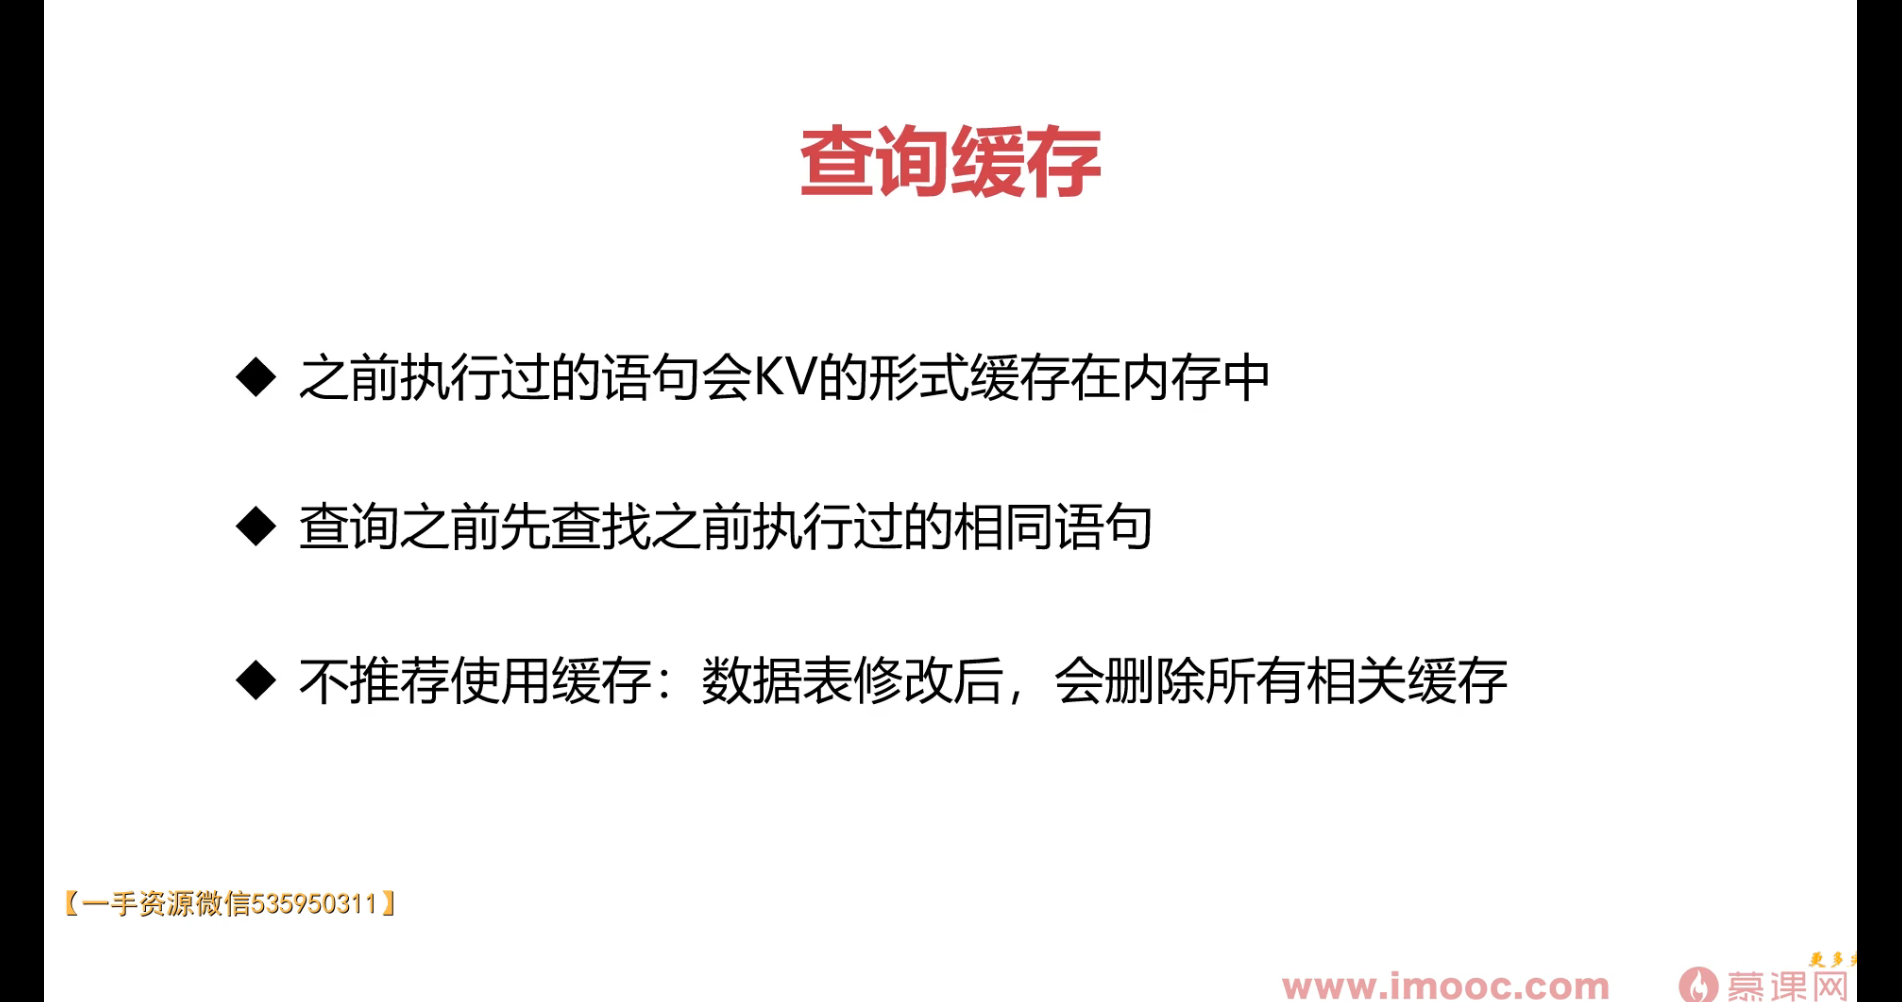 查询缓存
◆ 之前执行过的语句会KV的形式缓存在内存中
◆ 查询之前先查找之前执行过的相同语句
◆ 不推荐使用缓存：数据表修改后，会删除所有相关缓存
【一手资源微信535950311】
更多
www.imooc.com 慕课网